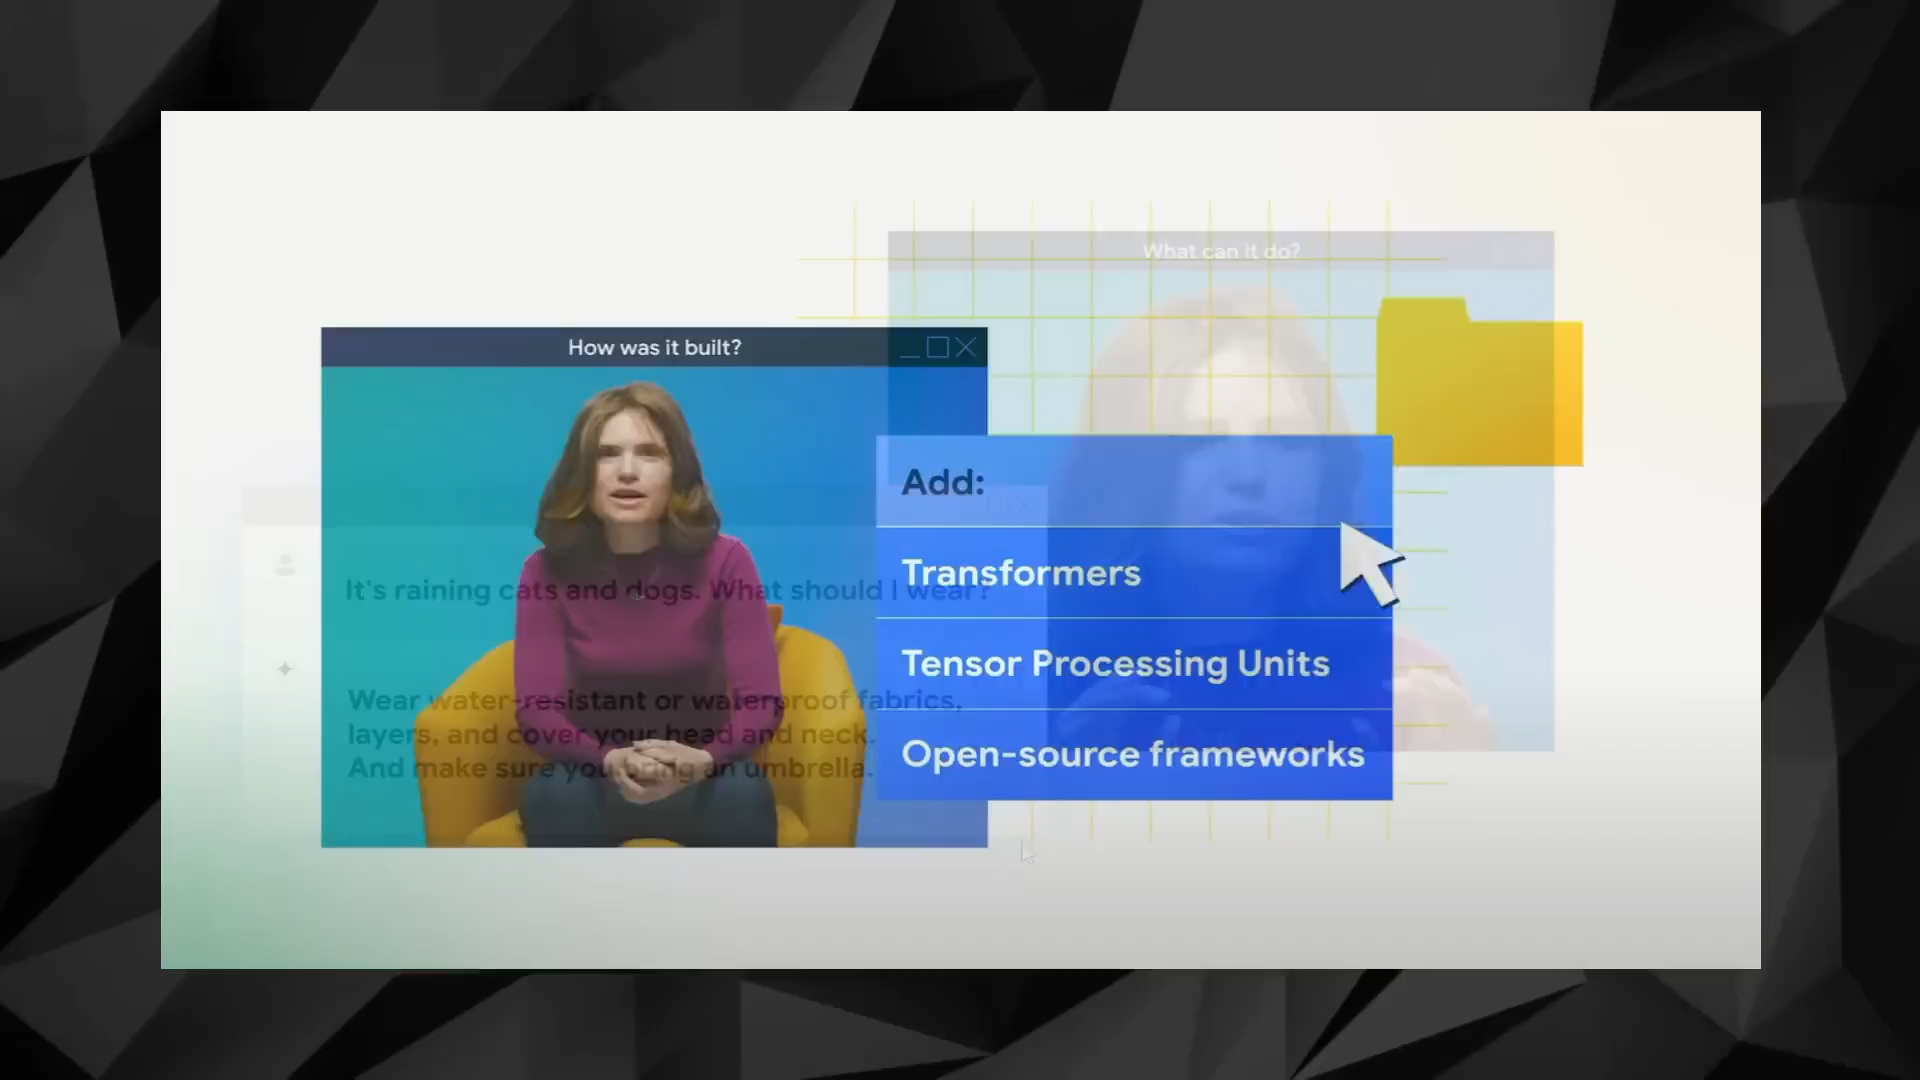 What can it do?
How was it built?
Add:
Transformers
Tensor Processing Units
Open-source frameworks
It's raining cats and dogs. What should I wear?
Wear water-resistant or waterproof fabrics,
layers, and cover your head and neck.
And make sure you bring an umbrella.